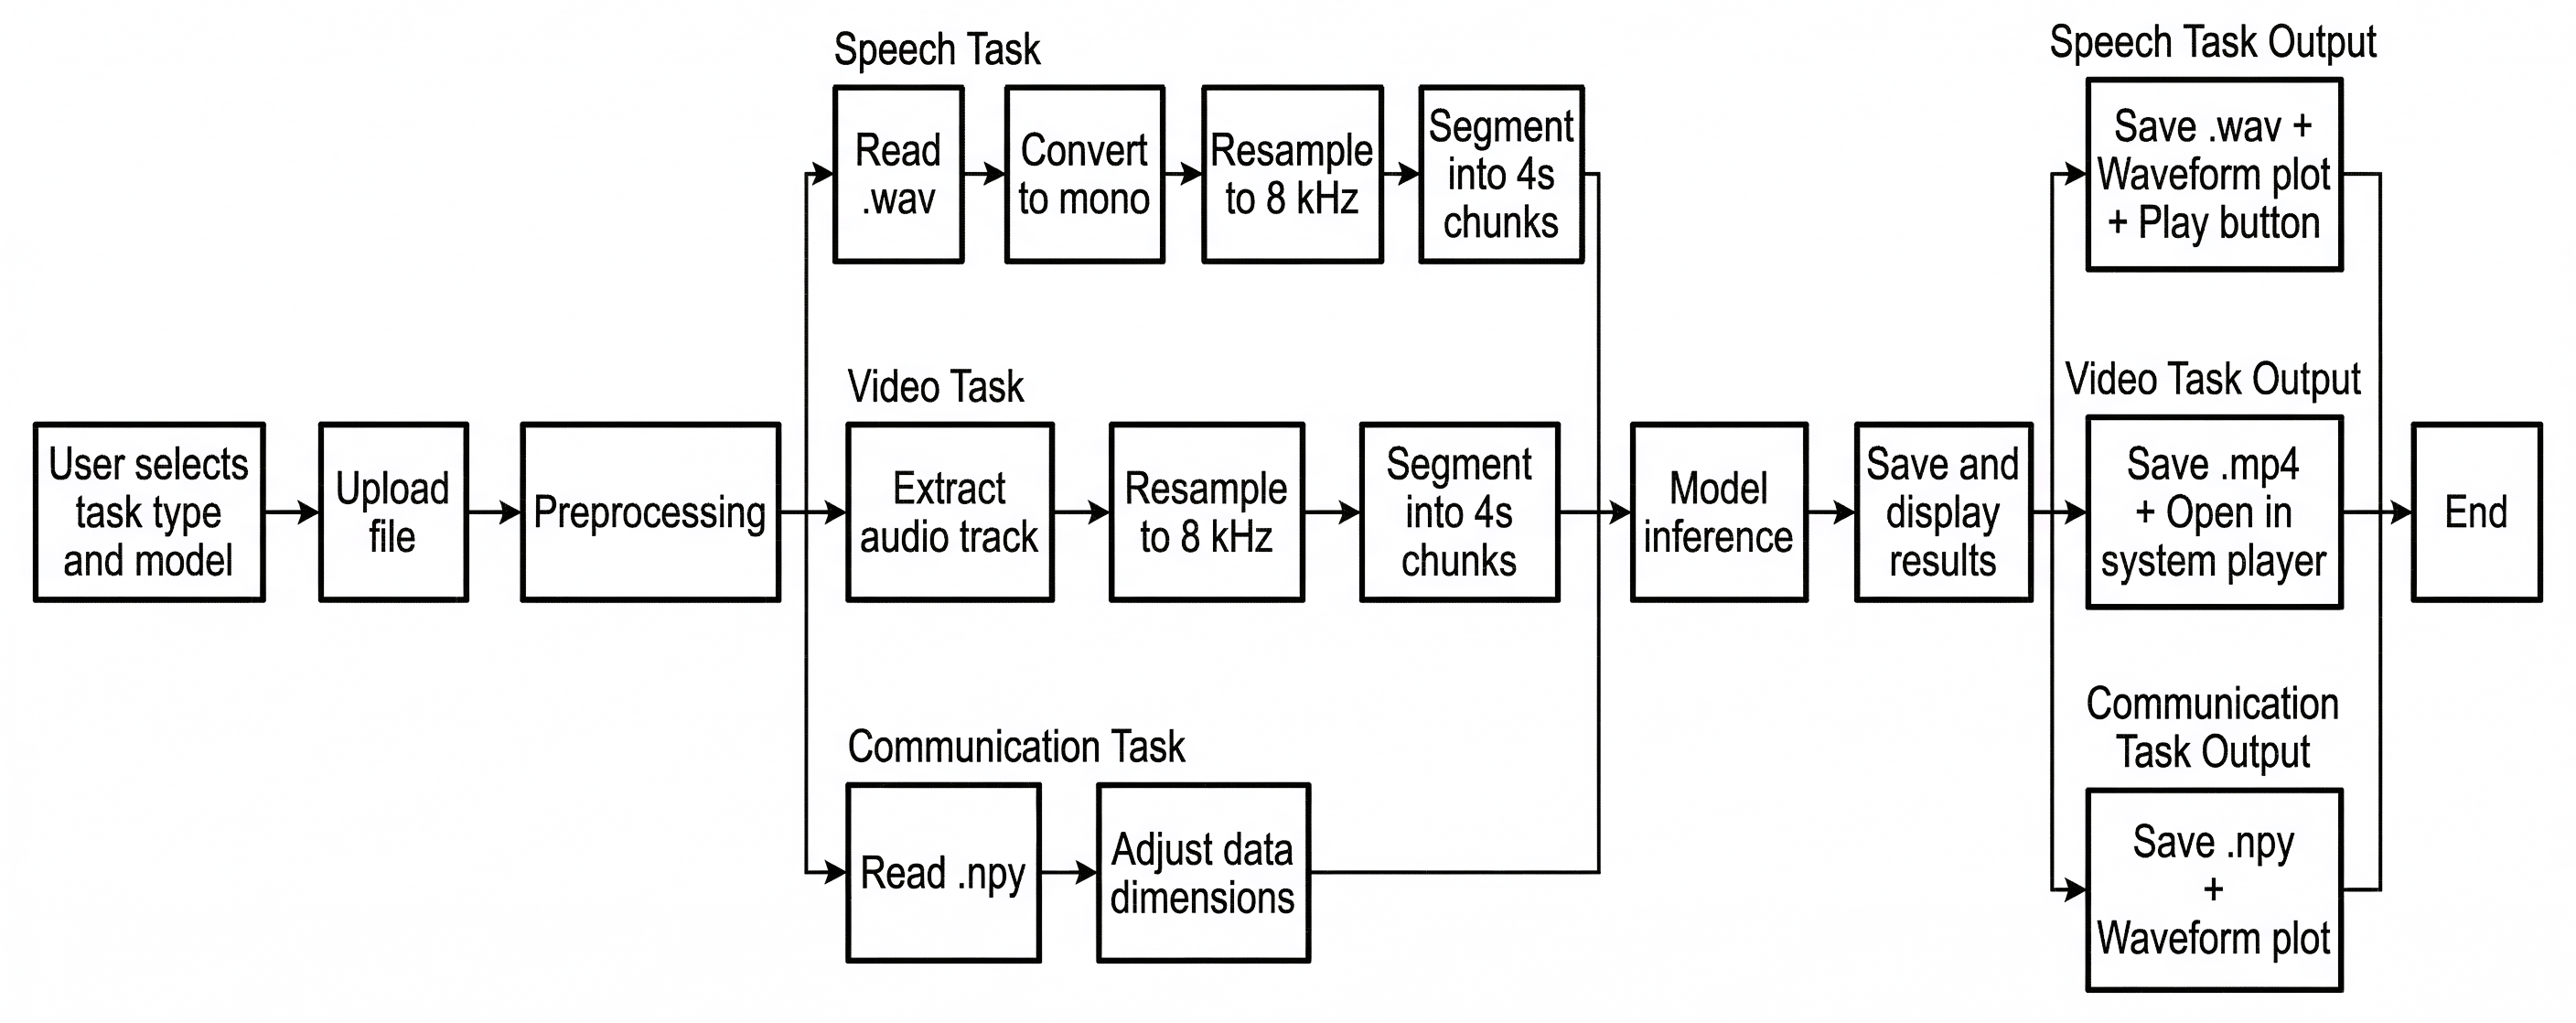 User selects
task type
and model
Upload
file
Preprocessing
Speech Task
Read
.wav
Convert
to mono
Resample
to 8 kHz
Segment
into 4s
chunks
Video Task
Extract
audio track
Resample
to 8 kHz
Segment
into 4s
chunks
Communication Task
Read .npy
Adjust data
dimensions
Model
inference
Save and
display
results
Speech Task Output
Save .wav +
Waveform plot
+ Play button
Video Task Output
Save .mp4
+ Open in
system player
Communication
Task Output
Save .npy
+
Waveform plot
End